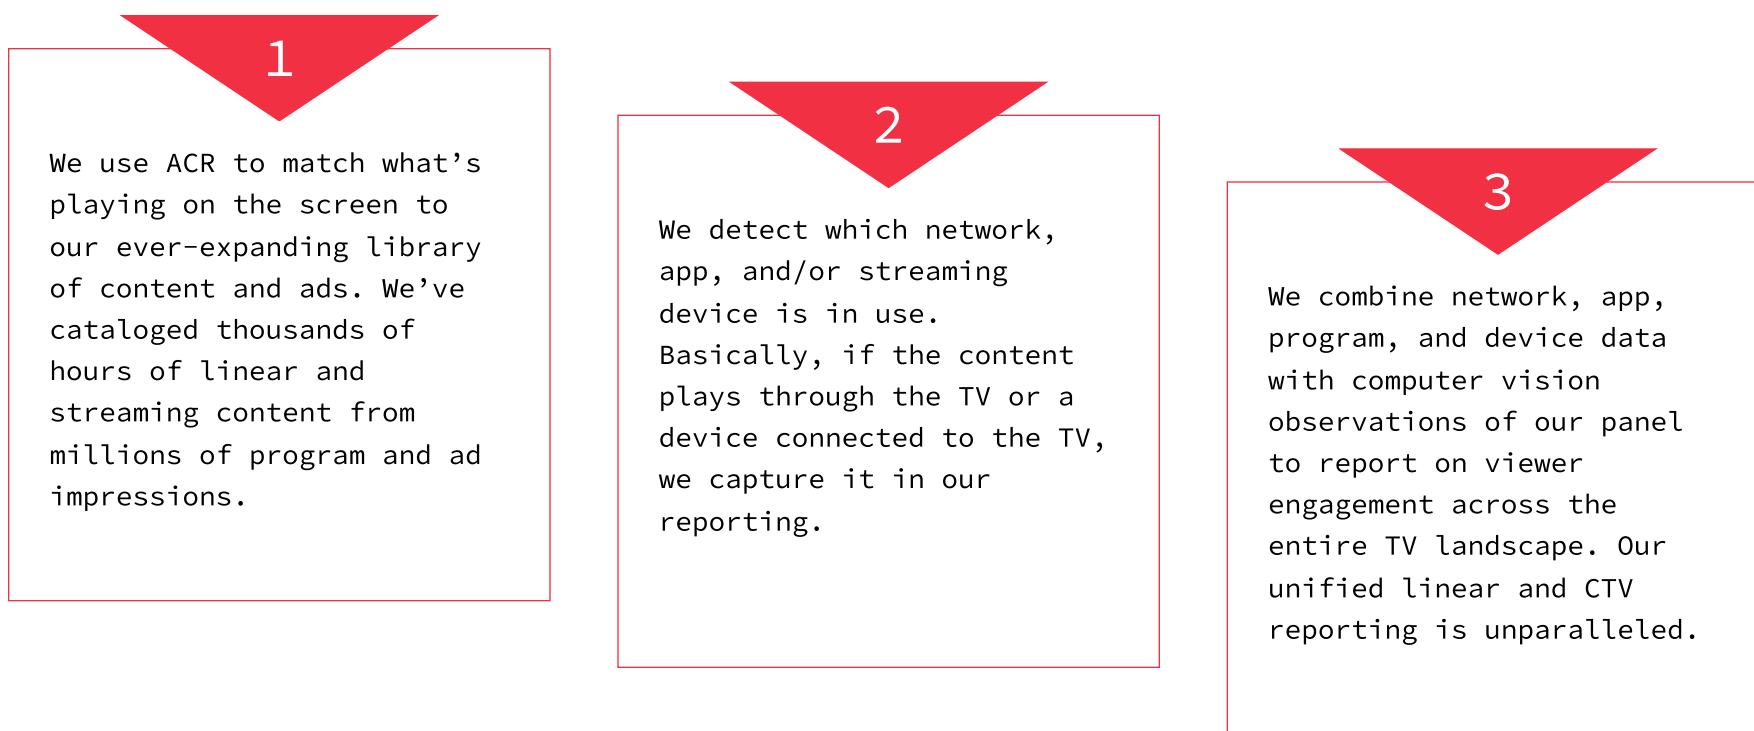 1
We use ACR to match what’s
playing on the screen to
our ever–expanding library
of content and ads. We’ve
cataloged thousands of
hours of linear and
streaming content from
millions of program and ad
impressions.
2
We detect which network,
app, and/or streaming
device is in use.
Basically, if the content
plays through the TV or a
device connected to the TV,
we capture it in our
reporting.
3
We combine network, app,
program, and device data
with computer vision
observations of our panel
to report on viewer
engagement across the
entire TV landscape. Our
unified linear and CTV
reporting is unparalleled.